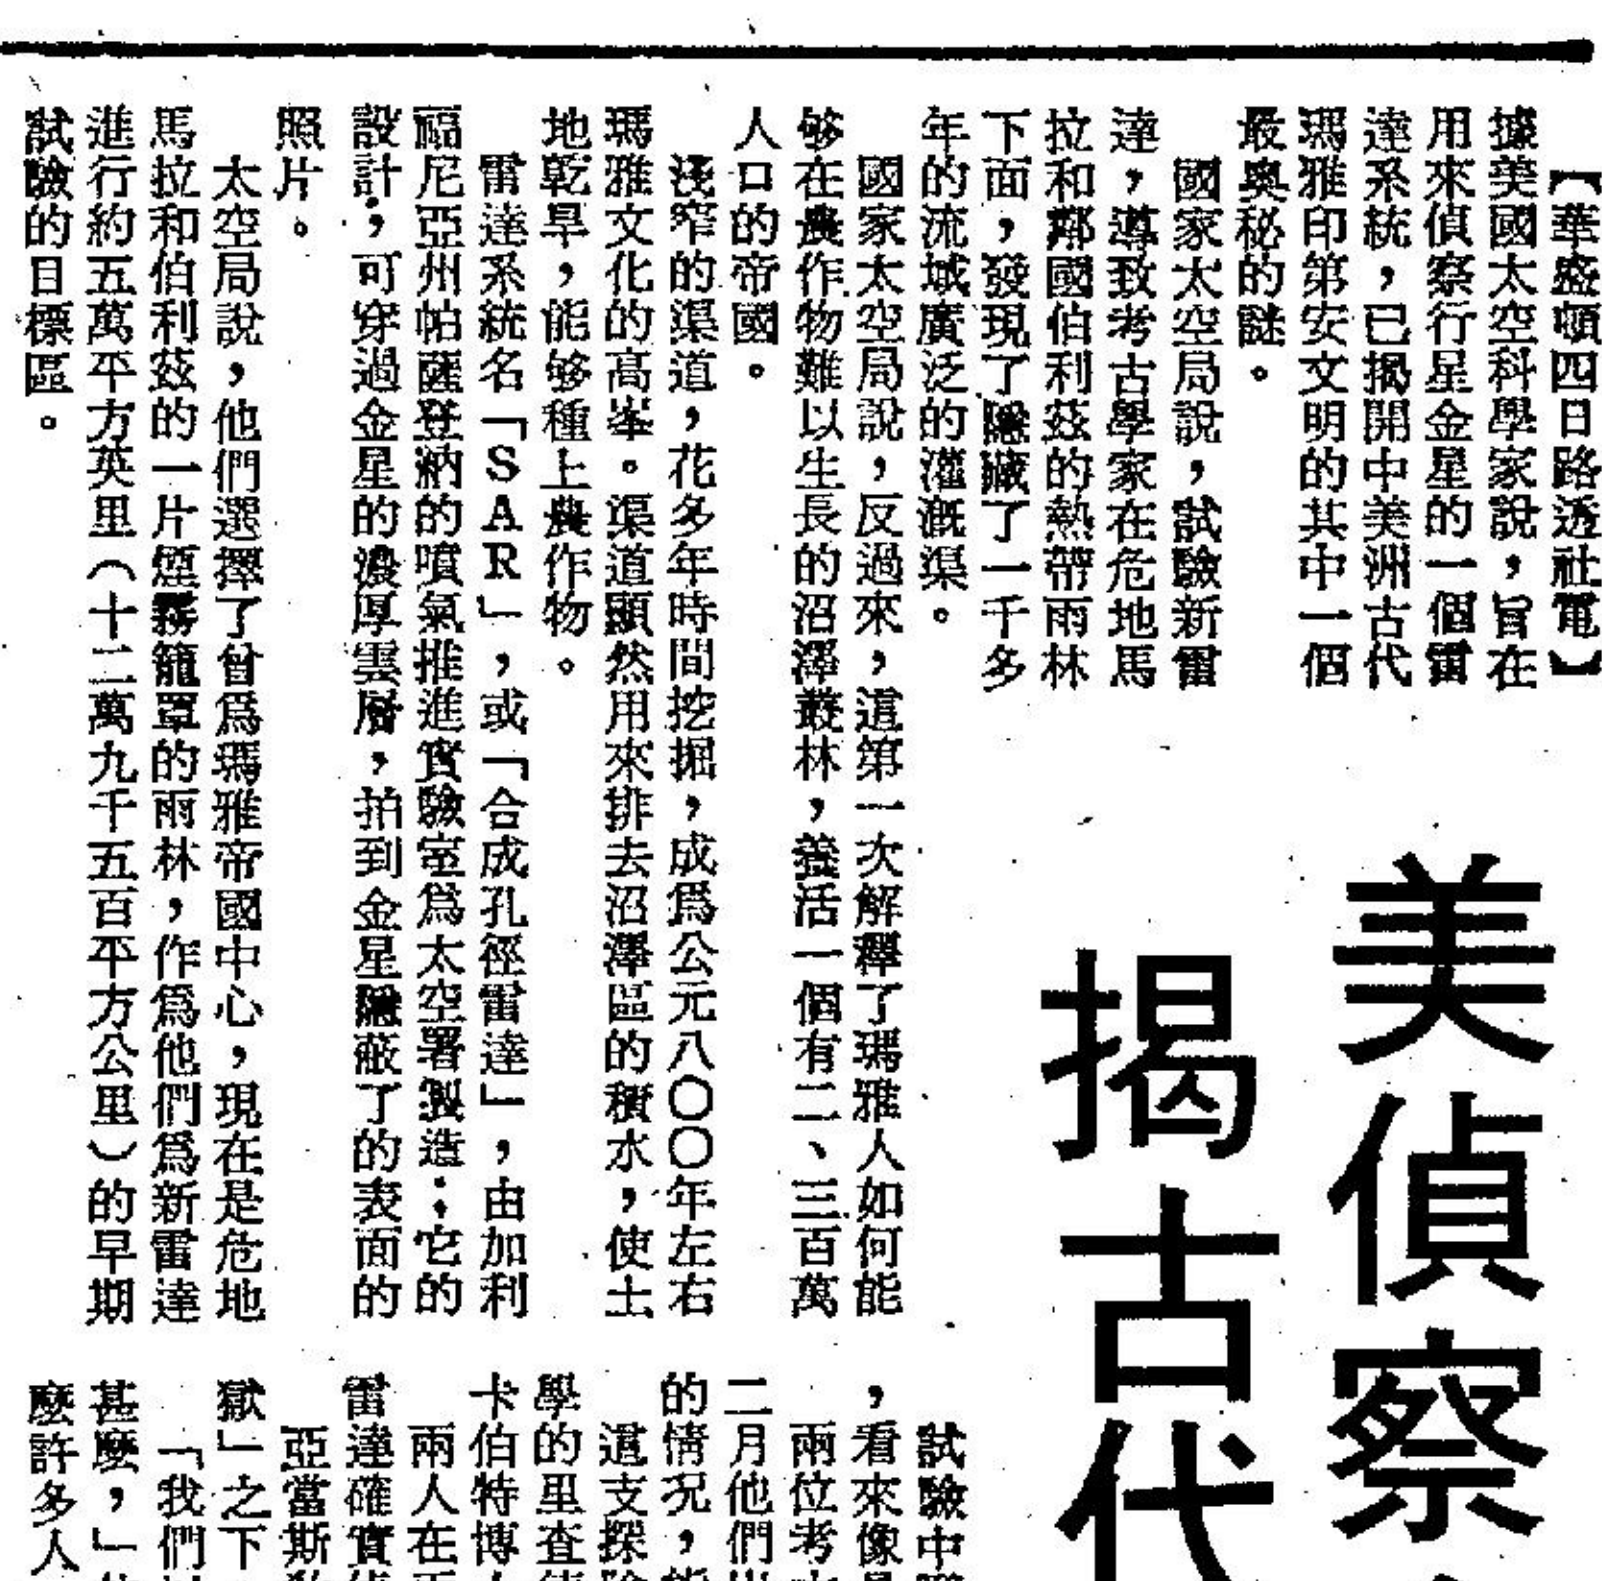 【華盛頓四日路透社電】
據美國太空科學家說，旨在
用來偵察行星金星的一個雷
達系統，已揭開中美洲古代
瑪雅印第安文明的其中一個
最奧秘的謎。
國家太空局說，試驗新雷
達，導致考古學家在危地馬
拉和鄰國伯利茲的熱帶雨林
下面，發現了隱藏了一千多
年的流域廣泛的灌溉渠。
國家太空局說，反過來，這第一次解釋了瑪雅人如何能
够在農作物難以生長的沼澤叢林，養活一個有二、三百萬
人口的帝國。
淺窄的渠道，花多年時間挖掘，成為公元八〇〇年左右
瑪雅文化的高峯。渠道顯然用來排去沼澤區的積水，使土
地乾旱，能够種上農作物。
雷達系統名「SAR」，或「合成孔徑雷達」，由加利
福尼亞州帕薩登納的噴氣推進實驗室為太空署製造；它的
設計，可穿過金星的濃厚雲層，拍到金星隱蔽了的表面的
照片。
太空局說，他們選擇了曾爲瑪雅帝國中心，現在是危地
馬拉和伯利茲的一片煙霧籠罩的雨林，作爲他們爲新雷達
進行約五萬平方英里（十二萬九千五百平方公里）的早期
試驗的目標區。
美偵察
揭古代
試驗中
，看來像
兩位考
二月他們
的情況，
這支探
學的里查
卡伯特博
兩人在
雷達確實
亞當斯
獄」之下
「我們
甚麼，」
麼許多人